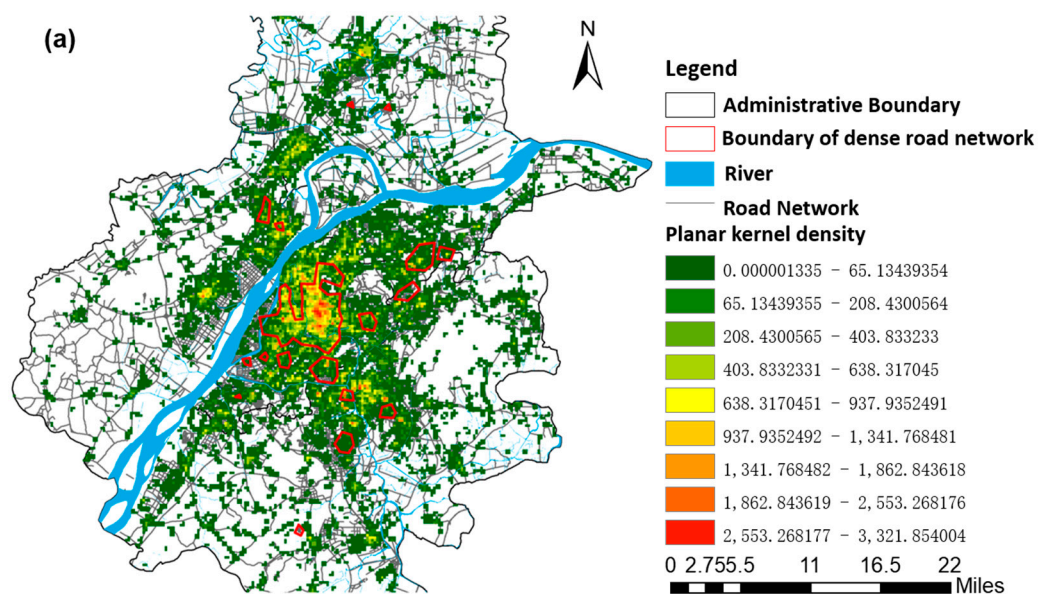 (a)
N
Legend
Administrative Boundary
Boundary of dense road network
River
Road Network
Planar kernel density
0.000001335 - 65.13439354
65.13439355 - 208.4300564
208.4300565 - 403.833233
403.8332331 - 638.317045
638.3170451 - 937.9352491
937.9352492 - 1,341.768481
1,341.768482 - 1,862.843618
1,862.843619 - 2,553.268176
2,553.268177 - 3,321.854004
0 2.755.5 11 16.5 22
Miles